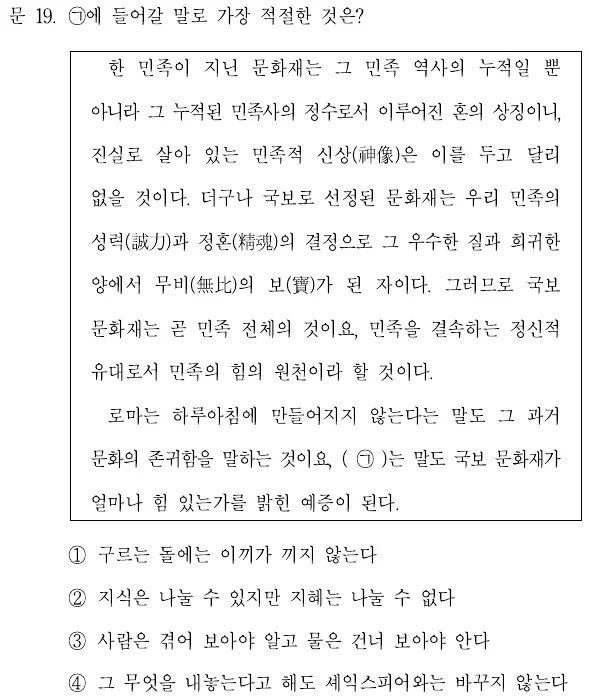 문 19. ㉠에 들어갈 말로 가장 적절한 것은?
한 민족이 지닌 문화재는 그 민족 역사의 누적일 뿐
아니라 그 누적된 민족사의 정수로서 이루어진 혼의 상징이니,
진실로 살아 있는 민족적 신상(神像)은 이를 두고 달리
없을 것이다. 더구나 국보로 선정된 문화재는 우리 민족의
성력(誠力)과 정혼(精魂)의 결정으로 그 우수한 질과 희귀한
양에서 무비(無比)의 보(寶)가 된 자이다. 그러므로 국보
문화재는 곧 민족 전체의 것이요, 민족을 결속하는 정신적
유대로서 민족의 힘의 원천이라 할 것이다.
로마는 하루아침에 만들어지지 않는다는 말도 그 과거
문화의 존귀함을 말하는 것이요, ( ㉠ )는 말도 국보 문화재가
얼마나 힘 있는가를 밝힌 예증이 된다.
① 구르는 돌에는 이끼가 끼지 않는다
② 지식은 나눌 수 있지만 지혜는 나눌 수 없다
③ 사람은 겪어 보아야 알고 물은 건너 보아야 안다
④ 그 무엇을 내놓는다고 해도 셰익스피어와는 바꾸지 않는다